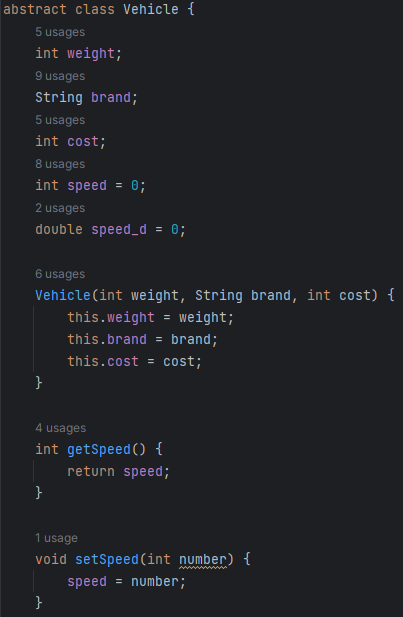 abstract class Vehicle {
5 usages
int weight;
9 usages
String brand;
5 usages
int cost;
8 usages
int speed = 0;
2 usages
double speed_d = 0;
6 usages
Vehicle(int weight, String brand, int cost) {
this.weight = weight;
this.brand = brand;
this.cost = cost;
}
4 usages
int getSpeed() {
return speed;
}
1 usage
void setSpeed(int number) {
speed = number;
}